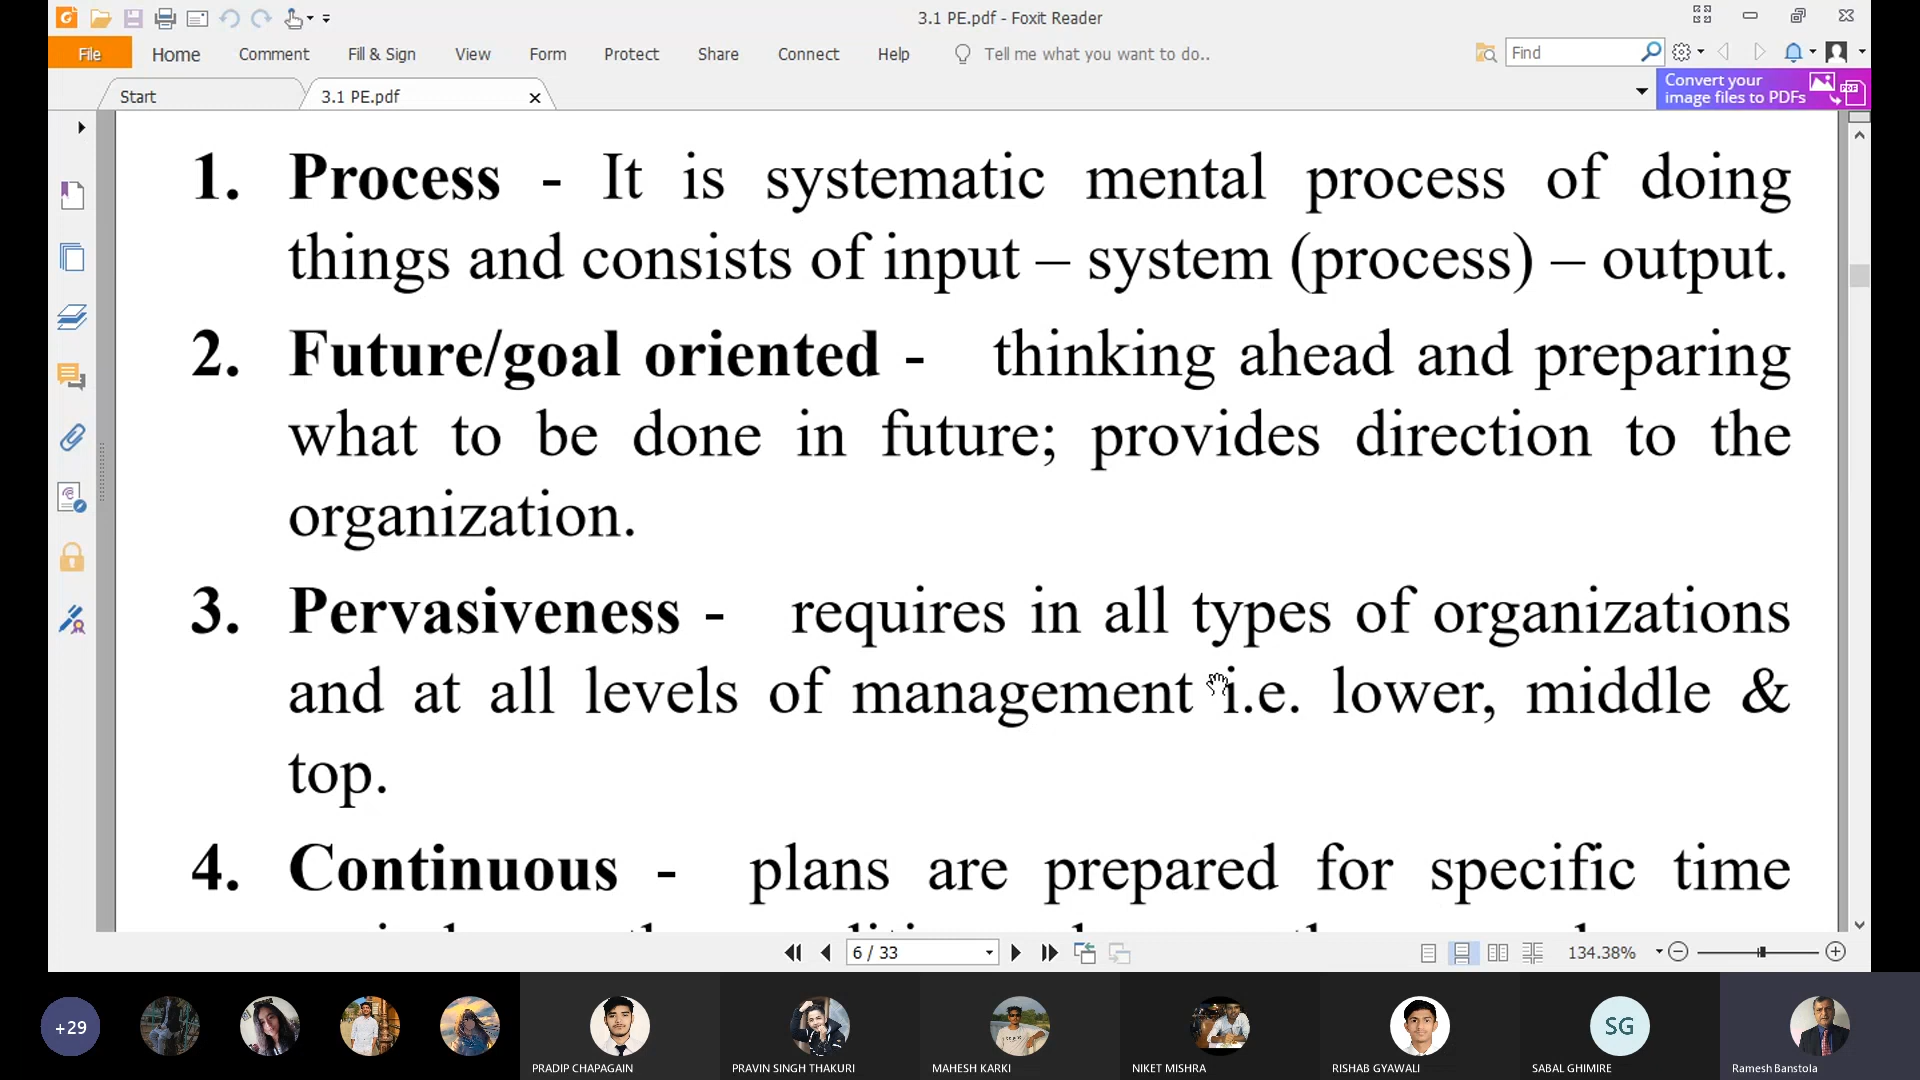 3.1 PE.pdf - Foxit Reader
File Home Comment Fill & Sign View Form Protect Share Connect Help Tell me what you want to do.. Find
Start 3.1 PE.pdf
Convert your
image files to PDFs
1. Process - It is systematic mental process of doing
things and consists of input – system (process) – output.
2. Future/goal oriented - thinking ahead and preparing
what to be done in future; provides direction to the
organization.
3. Pervasiveness - requires in all types of organizations
and at all levels of management i.e. lower, middle &
top.
4. Continuous - plans are prepared for specific time
6 / 33 134.38%
+29 SG
PRADIP CHAPAGAIN PRAVIN SINGH THAKURI MAHESH KARKI NIKET MISHRA RISHAB GYAWALI SABAL GHIMIRE Ramesh Banstola